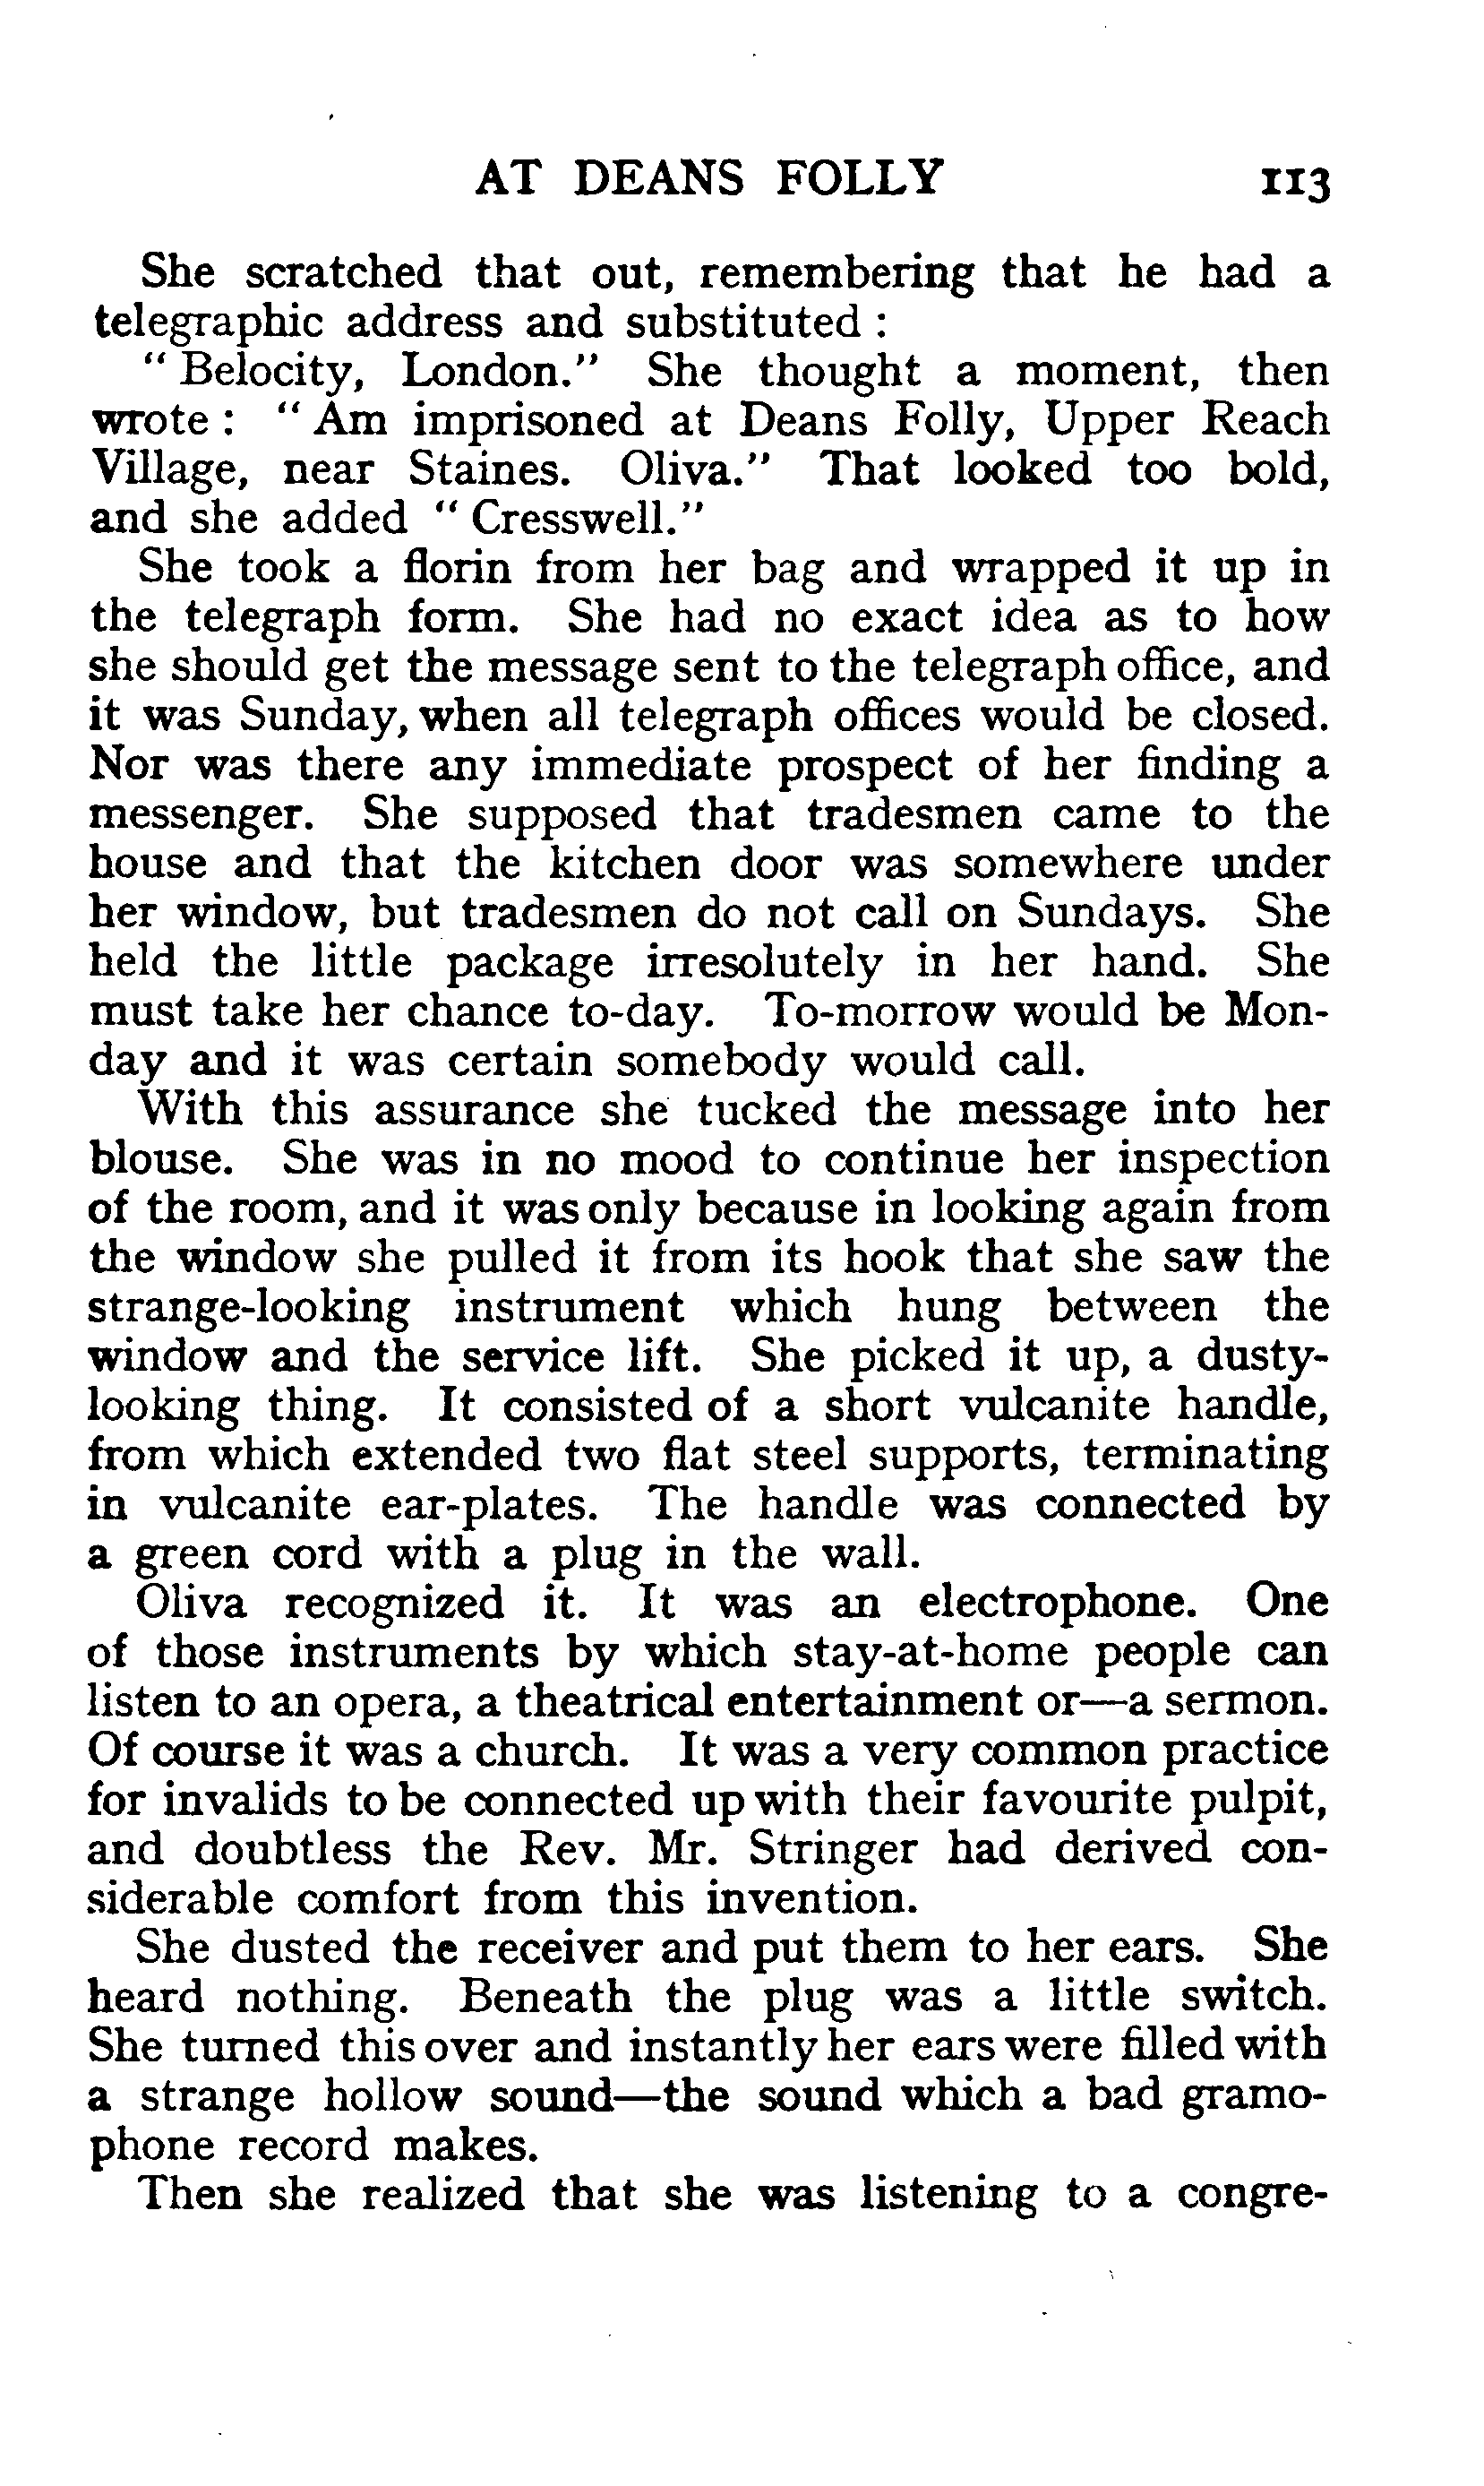 AT DEANS FOLLY 113
She scratched that out, remembering that he had a
telegraphic address and substituted :
" Belocity, London." She thought a moment, then
wrote : " Am imprisoned at Deans Folly, Upper Reach
Village, near Staines. Oliva." That looked too bold,
and she added " Cresswell."
She took a florin from her bag and wrapped it up in
the telegraph form. She had no exact idea as to how
she should get the message sent to the telegraph office, and
it was Sunday, when all telegraph offices would be closed.
Nor was there any immediate prospect of her finding a
messenger. She supposed that tradesmen came to the
house and that the kitchen door was somewhere under
her window, but tradesmen do not call on Sundays. She
held the little package irresolutely in her hand. She
must take her chance to-day. To-morrow would be Mon-
day and it was certain somebody would call.
With this assurance she tucked the message into her
blouse. She was in no mood to continue her inspection
of the room, and it was only because in looking again from
the window she pulled it from its hook that she saw the
strange-looking instrument which hung between the
window and the service lift. She picked it up, a dusty-
looking thing. It consisted of a short vulcanite handle,
from which extended two flat steel supports, terminating
in vulcanite ear-plates. The handle was connected by
a green cord with a plug in the wall.
Oliva recognized it. It was an electrophone. One
of those instruments by which stay-at-home people can
listen to an opera, a theatrical entertainment or—a sermon.
Of course it was a church. It was a very common practice
for invalids to be connected up with their favourite pulpit,
and doubtless the Rev. Mr. Stringer had derived con-
siderable comfort from this invention.
She dusted the receiver and put them to her ears. She
heard nothing. Beneath the plug was a little switch.
She turned this over and instantly her ears were filled with
a strange hollow sound—the sound which a bad gramo-
phone record makes.
Then she realized that she was listening to a congre-